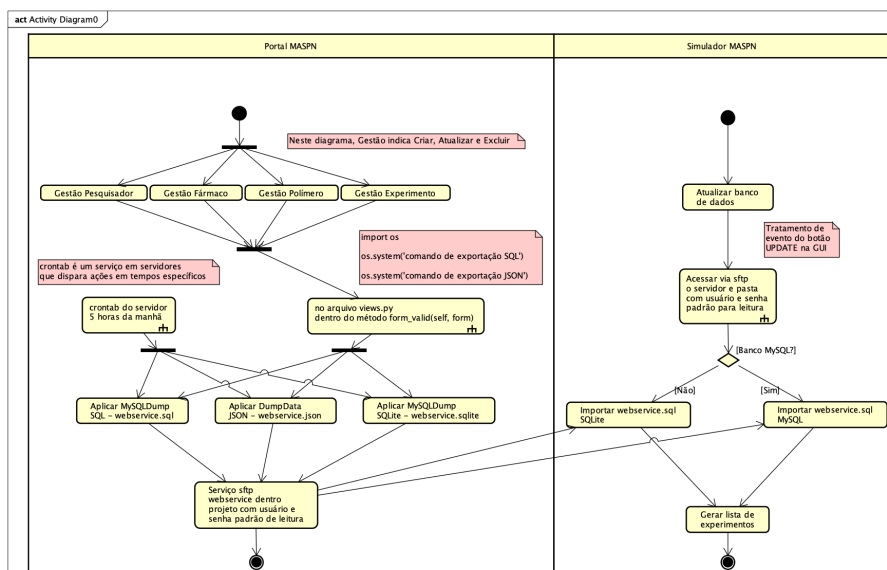 act Activity Diagram0
Portal MASPN
Simulador MASPN
Neste diagrama, Gestão indica Criar, Atualizar e Excluir
Gestão Pesquisador
Gestão Fármaco
Gestão Polímero
Gestão Experimento
Atualizar banco
de dados
import os
os.system('comando de exportação SQL')
os.system('comando de exportação JSON')
Tratamento de
evento do botão
UPDATE na GUI
crontab é um serviço em servidores
que dispara ações em tempos específicos
crontab do servidor
5 horas da manhã
no arquivo views.py
dentro do método form_valid(self, form)
Acessar via sftp
o servidor e pasta
com usuário e senha
padrão para leitura
[Banco MySQL?]
[Não]
[Sim]
Aplicar MySQLDump
SQL - webservice.sql
Aplicar DumpData
JSON - webservice.json
Aplicar MySQLDump
SQLite - webservice.sqlite
Importar webservice.sql
SQLite
Importar webservice.sql
MySQL
Serviço sftp
webservice dentro
projeto com usuário e
senha padrão de leitura
Gerar lista de
experimentos